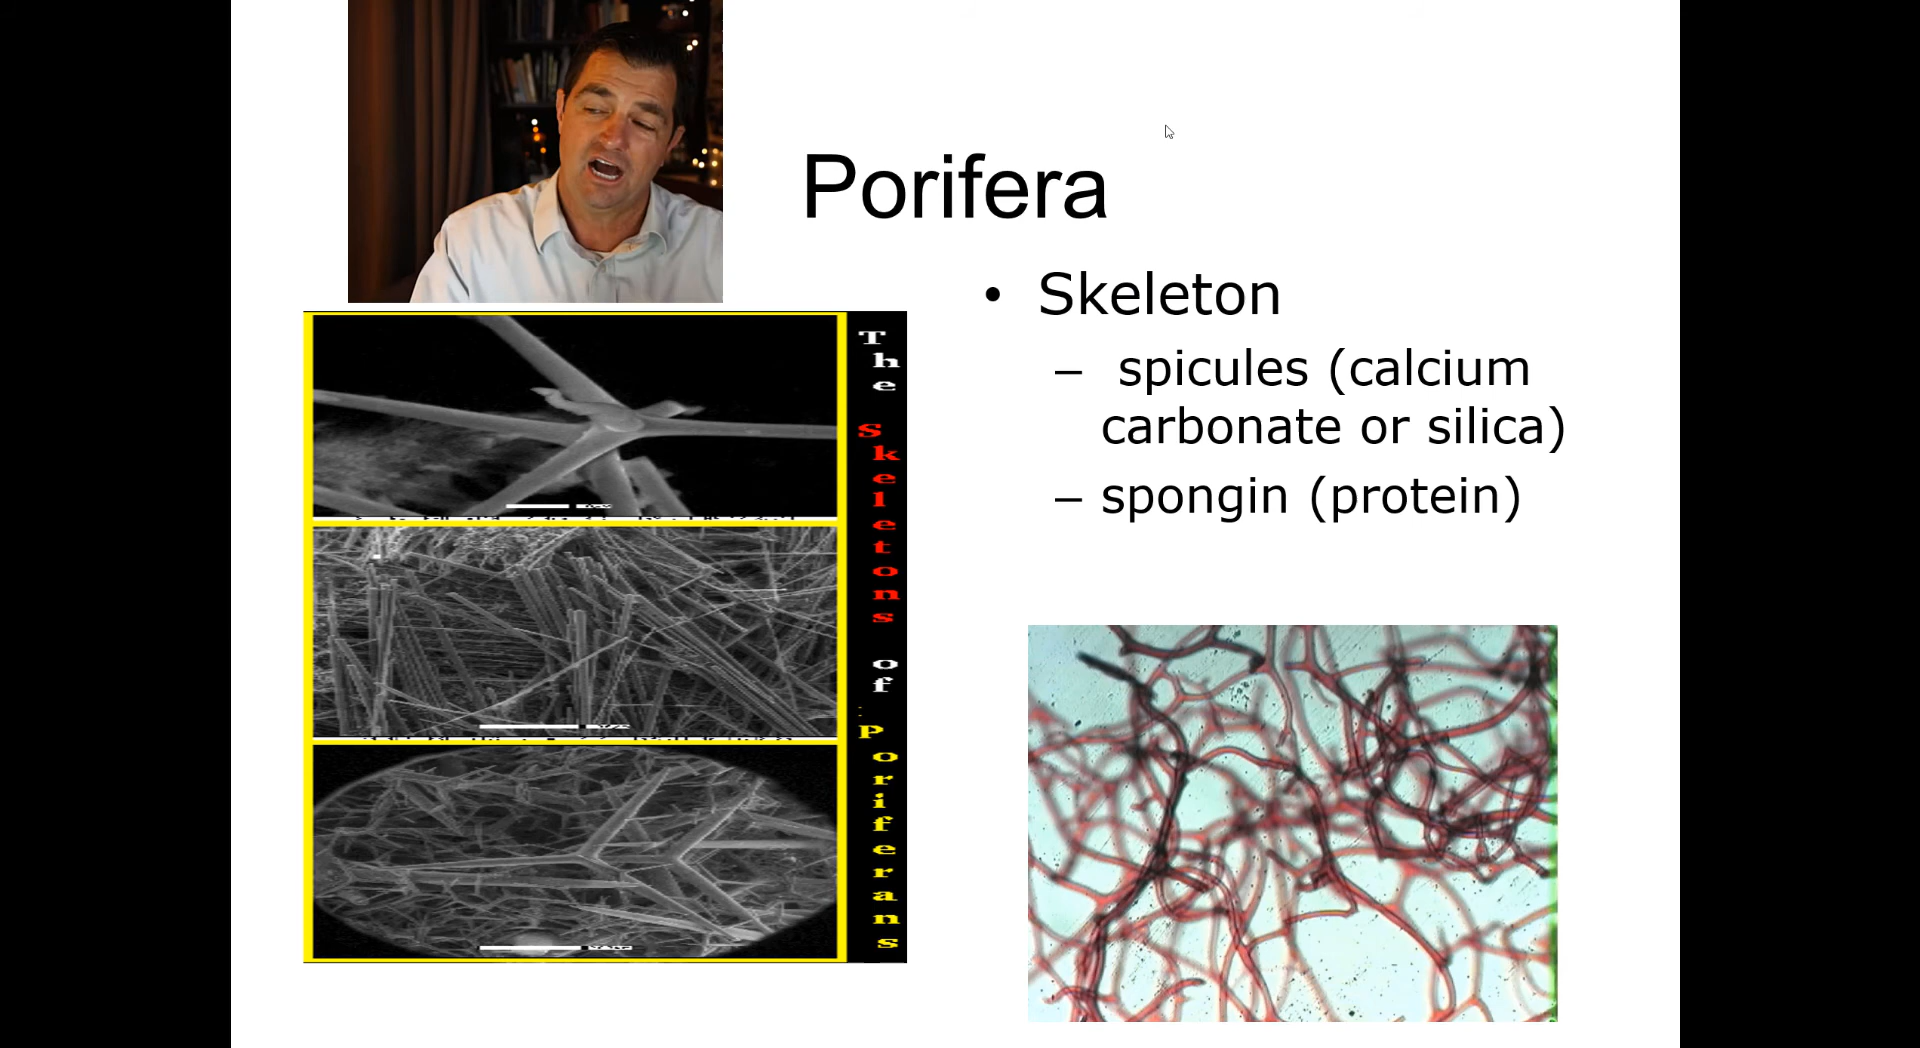 Porifera
• Skeleton
– spicules (calcium
carbonate or silica)
– spongin (protein)
The Skeletons of Poriferans